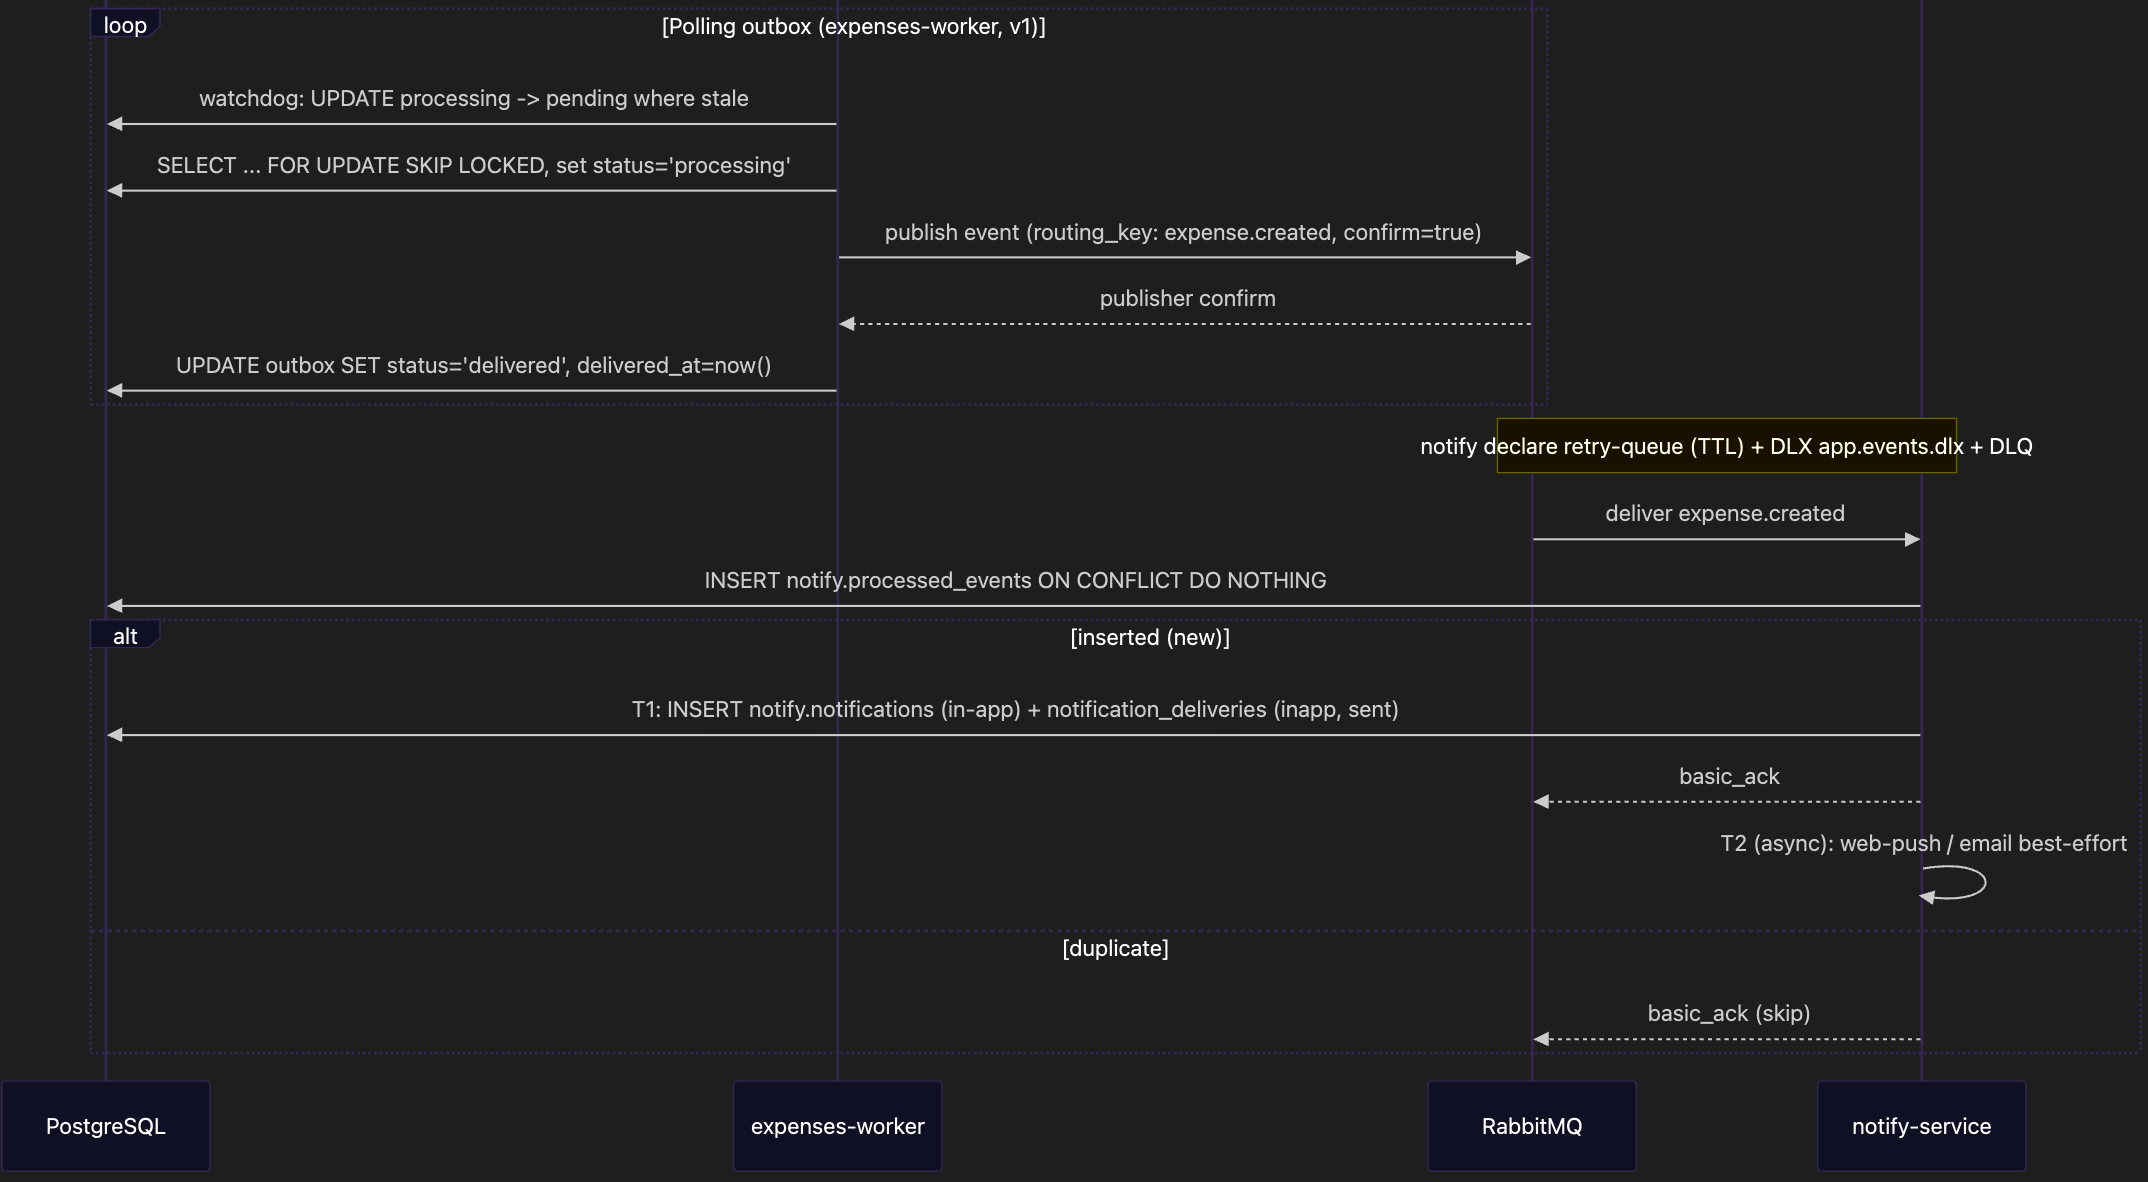 loop
[Polling outbox (expenses-worker, v1)]
watchdog: UPDATE processing -> pending where stale
SELECT ... FOR UPDATE SKIP LOCKED, set status='processing'
publish event (routing_key: expense.created, confirm=true)
publisher confirm
UPDATE outbox SET status='delivered', delivered_at=now()
notify declare retry-queue (TTL) + DLX app.events.dlx + DLQ
deliver expense.created
INSERT notify.processed_events ON CONFLICT DO NOTHING
alt
[inserted (new)]
T1: INSERT notify.notifications (in-app) + notification_deliveries (inapp, sent)
basic_ack
T2 (async): web-push / email best-effort
[duplicate]
basic_ack (skip)
PostgreSQL
expenses-worker
RabbitMQ
notify-service